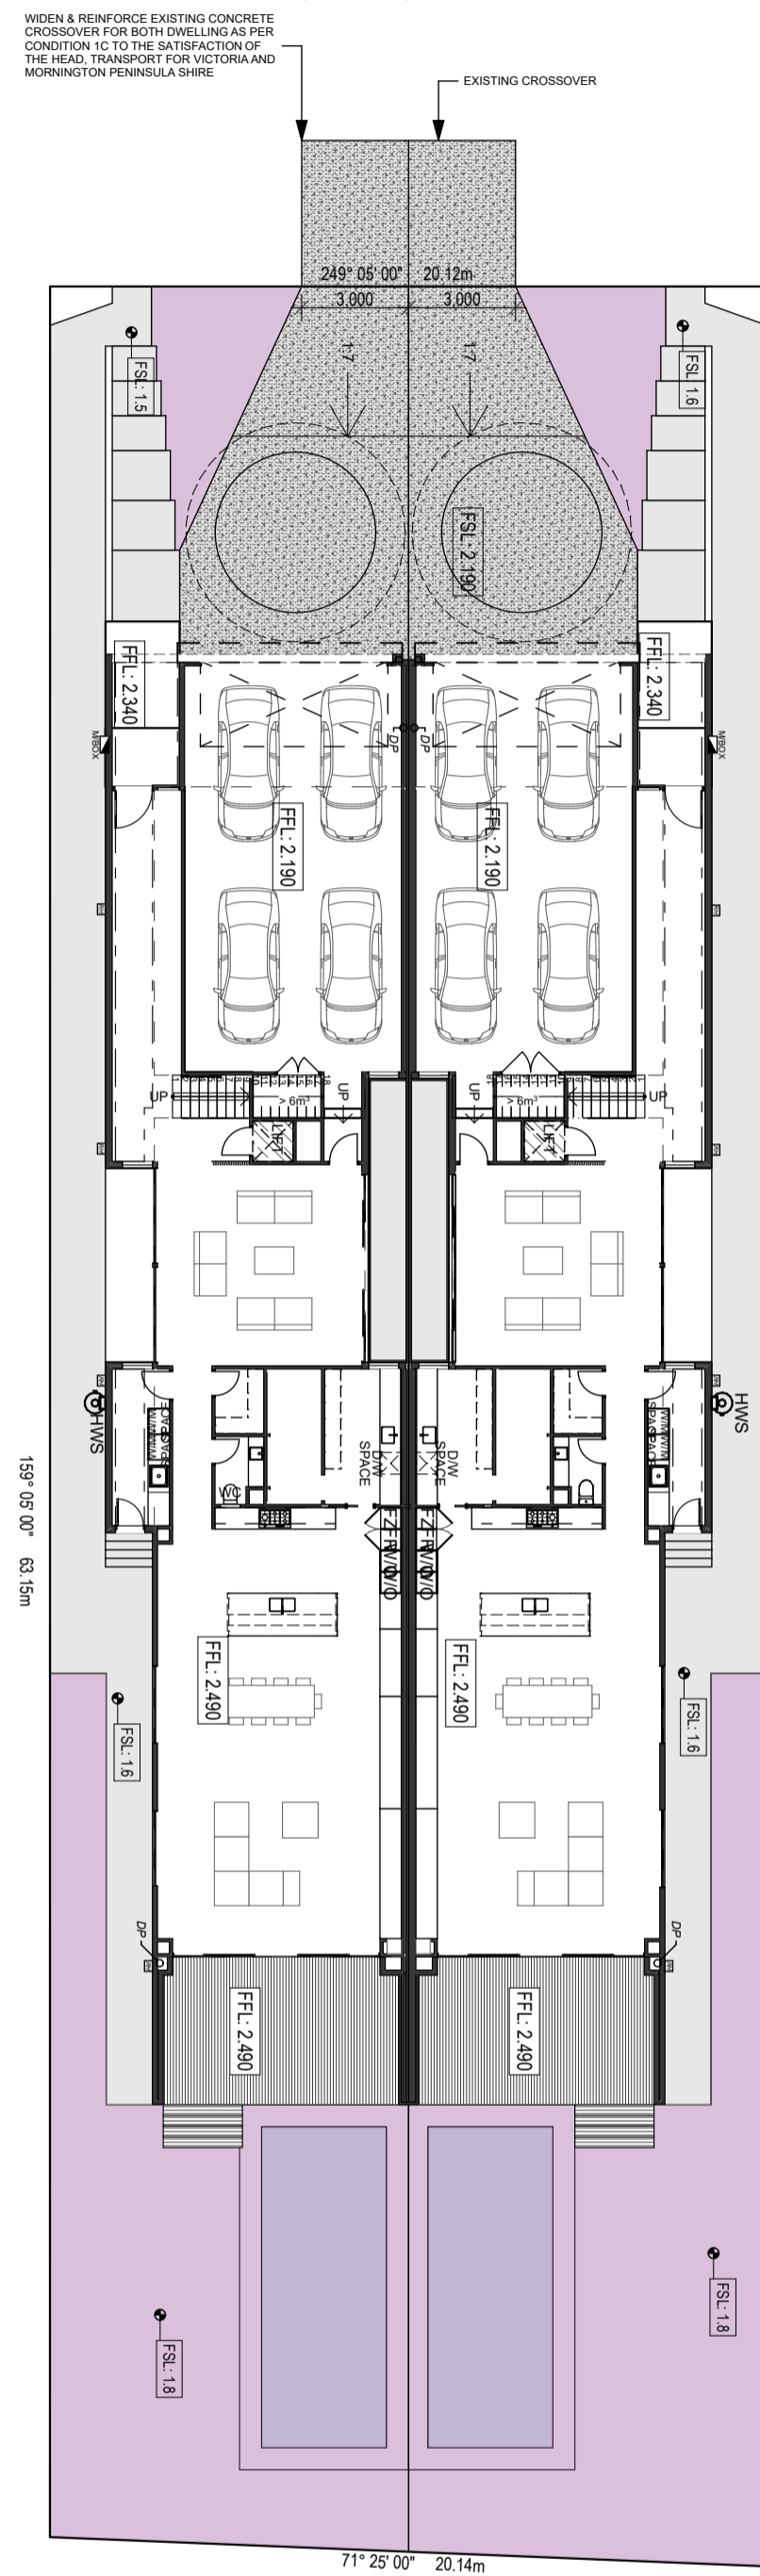 WIDEN & REINFORCE EXISTING CONCRETE
CROSSOVER FOR BOTH DWELLING AS PER
CONDITION 1C TO THE SATISFACTION OF
THE HEAD, TRANSPORT FOR VICTORIA AND
MORNINGTON PENINSULA SHIRE
EXISTING CROSSOVER
249° 05' 00" 20.12m
3,000 3,000
1:7 1:7
FSL: 1.5
FSL: 1.6
FSL: 2.190
FFL: 2.340
FFL: 2.340
M/BOX
M/BOX
DP
DP
FFL: 2.190
FFL: 2.190
UP
> 6m³
UP
UP
> 6m³
UP
LIFT
LIFT
HWS
HWS
D/W
SPACE
D/W
SPACE
WC
159° 05' 00" 63.15m
FFL: 2.490
FFL: 2.490
FSL: 1.6
FSL: 1.6
DP
DP
FFL: 2.490
FFL: 2.490
FSL: 1.8
FSL: 1.8
71° 25' 00" 20.14m